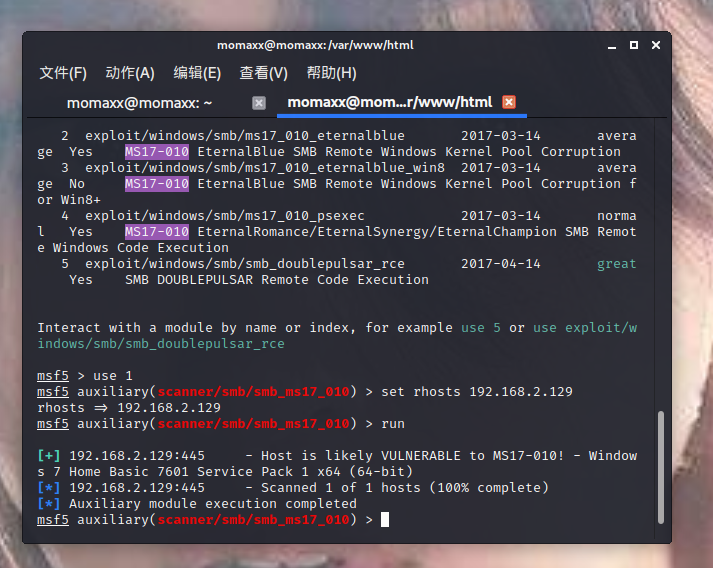 momaxx@momaxx: /var/www/html
文件(F) 动作(A) 编辑(E) 查看(V) 帮助(H)
momaxx@momaxx: ~ momaxx@mom...r/www/html
2 exploit/windows/smb/ms17_010_eternalblue 2017-03-14 avera
ge Yes MS17-010 EternalBlue SMB Remote Windows Kernel Pool Corruption
3 exploit/windows/smb/ms17_010_eternalblue_win8 2017-03-14 avera
ge No MS17-010 EternalBlue SMB Remote Windows Kernel Pool Corruption f
or Win8+
4 exploit/windows/smb/ms17_010_psexec 2017-03-14 norma
l Yes MS17-010 EternalRomance/EternalSynergy/EternalChampion SMB Remot
e Windows Code Execution
5 exploit/windows/smb/smb_doublepulsar_rce 2017-04-14 great
Yes SMB DOUBLEPULSAR Remote Code Execution
Interact with a module by name or index, for example use 5 or use exploit/w
indows/smb/smb_doublepulsar_rce
msf5 > use 1
msf5 auxiliary(scanner/smb/smb_ms17_010) > set rhosts 192.168.2.129
rhosts => 192.168.2.129
msf5 auxiliary(scanner/smb/smb_ms17_010) > run
[+] 192.168.2.129:445 - Host is likely VULNERABLE to MS17-010! - Window
s 7 Home Basic 7601 Service Pack 1 x64 (64-bit)
[*] 192.168.2.129:445 - Scanned 1 of 1 hosts (100% complete)
[*] Auxiliary module execution completed
msf5 auxiliary(scanner/smb/smb_ms17_010) >